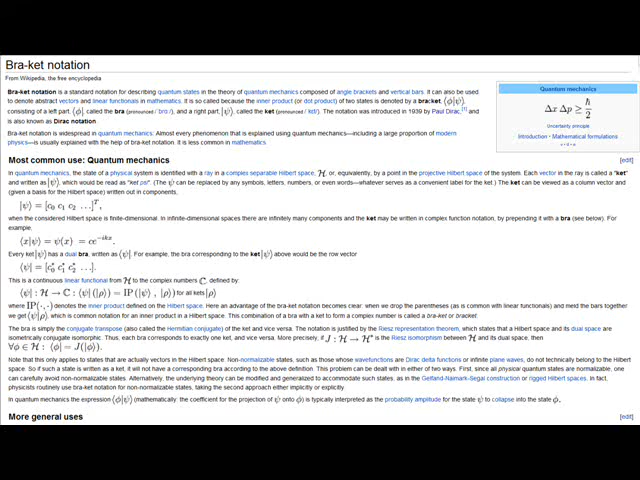 Bra-ket notation
From Wikipedia, the free encyclopedia
Bra-ket notation is a standard notation for describing quantum states in the theory of quantum mechanics composed of angle brackets and vertical bars. It can also be used
to denote abstract vectors and linear functionals in mathematics. It is so called because the inner product (or dot product) of two states is denoted by a bra|ket, ⟨ϕ|ψ⟩,
consisting of a left part, ⟨ϕ|, called the bra (pronounced /ˈbrɑː/), and a right part, |ψ⟩, called the ket (pronounced /ˈkɛt/). The notation was introduced in 1939 by Paul Dirac,[1] and
is also known as Dirac notation.
Bra-ket notation is widespread in quantum mechanics: Almost every phenomenon that is explained using quantum mechanics—including a large proportion of modern
physics—is usually explained with the help of bra-ket notation. It is less common in mathematics.
Quantum mechanics
Δx Δp ≥ ħ/2
Uncertainty principle
Introduction · Mathematical formulations
v · d · e
Most common use: Quantum mechanics
[edit]
In quantum mechanics, the state of a physical system is identified with a ray in a complex separable Hilbert space, ℋ, or, equivalently, by a point in the projective Hilbert space of the system. Each vector in the ray is called a "ket"
and written as |ψ⟩, which would be read as "ket psi". (The ψ can be replaced by any symbols, letters, numbers, or even words—whatever serves as a convenient label for the ket.) The ket can be viewed as a column vector and
(given a basis for the Hilbert space) written out in components,
|ψ⟩ = [c₀ c₁ c₂ ...]ᵀ,
when the considered Hilbert space is finite-dimensional. In infinite-dimensional spaces there are infinitely many components and the ket may be written in complex function notation, by prepending it with a bra (see below). For
example,
⟨x|ψ⟩ = ψ(x) = ce^{-ikx}.
Every ket |ψ⟩ has a dual bra, written as ⟨ψ|. For example, the bra corresponding to the ket |ψ⟩ above would be the row vector
⟨ψ| = [c₀* c₁* c₂* ...].
This is a continuous linear functional from ℋ to the complex numbers ℂ, defined by:
⟨ψ| : ℋ → ℂ : ⟨ψ| (|ρ⟩) = IP(|ψ⟩ , |ρ⟩) for all kets |ρ⟩
where IP(·, ·) denotes the inner product defined on the Hilbert space. Here an advantage of the bra-ket notation becomes clear: when we drop the parentheses (as is common with linear functionals) and meld the bars together
we get ⟨ψ|ρ⟩, which is common notation for an inner product in a Hilbert space. This combination of a bra with a ket to form a complex number is called a bra-ket or bracket.
The bra is simply the conjugate transpose (also called the Hermitian conjugate) of the ket and vice versa. The notation is justified by the Riesz representation theorem, which states that a Hilbert space and its dual space are
isometrically conjugate isomorphic. Thus, each bra corresponds to exactly one ket, and vice versa. More precisely, if J : ℋ → ℋ* is the Riesz isomorphism between ℋ and its dual space, then
∀ϕ ∈ ℋ : ⟨ϕ| = J(|ϕ⟩).
Note that this only applies to states that are actually vectors in the Hilbert space. Non-normalizable states, such as those whose wavefunctions are Dirac delta functions or infinite plane waves, do not technically belong to the Hilbert
space. So if such a state is written as a ket, it will not have a corresponding bra according to the above definition. This problem can be dealt with in either of two ways. First, since all physical quantum states are normalizable, one
can carefully avoid non-normalizable states. Alternatively, the underlying theory can be modified and generalized to accommodate such states, as in the Gelfand-Naimark-Segal construction or rigged Hilbert spaces. In fact,
physicists routinely use bra-ket notation for non-normalizable states, taking the second approach either implicitly or explicitly.
In quantum mechanics the expression ⟨ϕ|ψ⟩ (mathematically: the coefficient for the projection of ψ onto ϕ) is typically interpreted as the probability amplitude for the state ψ to collapse into the state ϕ.
More general uses
[edit]